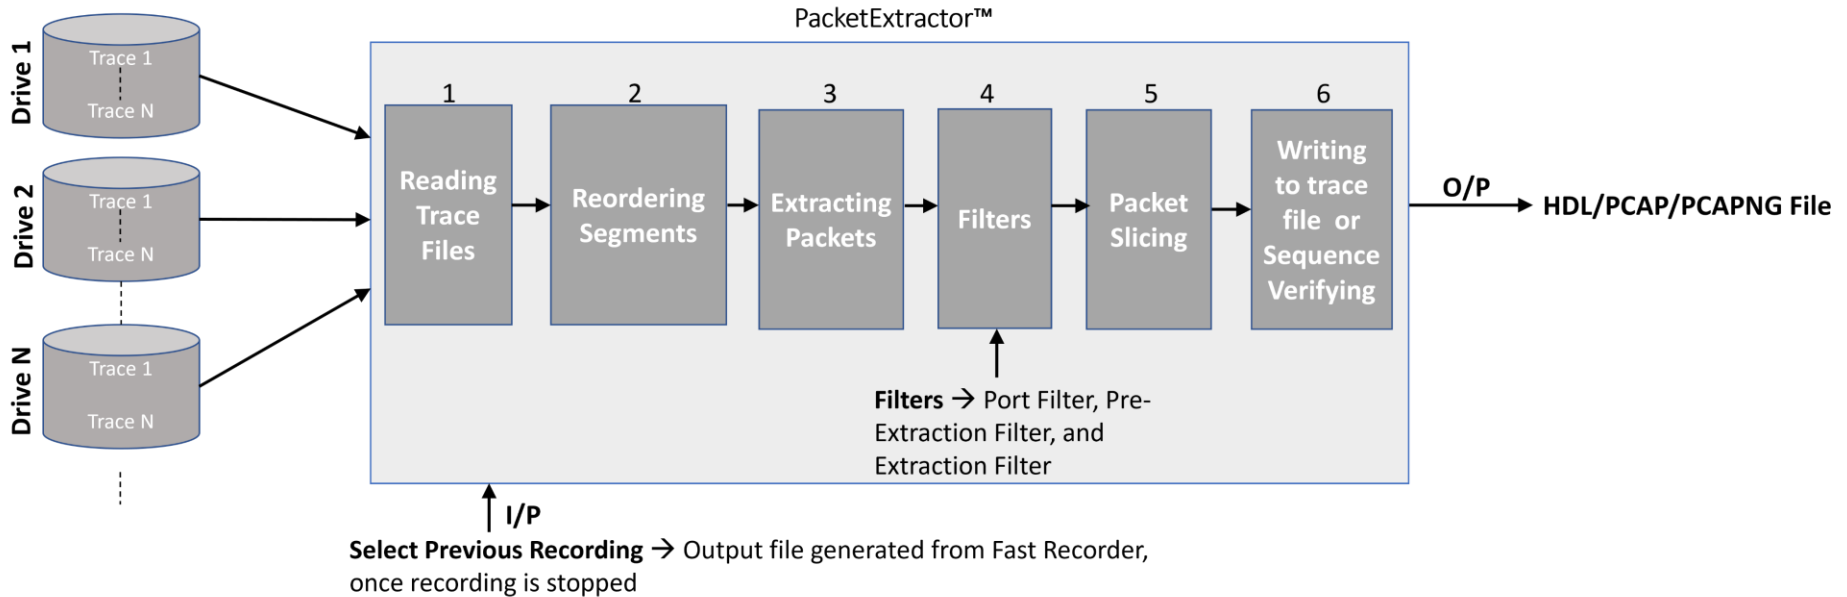 PacketExtractor™
Drive 1
Trace 1
Trace N
Drive 2
Trace 1
Trace N
Drive N
Trace 1
Trace N
1
Reading
Trace
Files
2
Reordering
Segments
3
Extracting
Packets
4
Filters
5
Packet
Slicing
6
Writing
to trace
file or
Sequence
Verifying
O/P
HDL/PCAP/PCAPNG File
Filters → Port Filter, Pre-
Extraction Filter, and
Extraction Filter
I/P
Select Previous Recording → Output file generated from Fast Recorder,
once recording is stopped